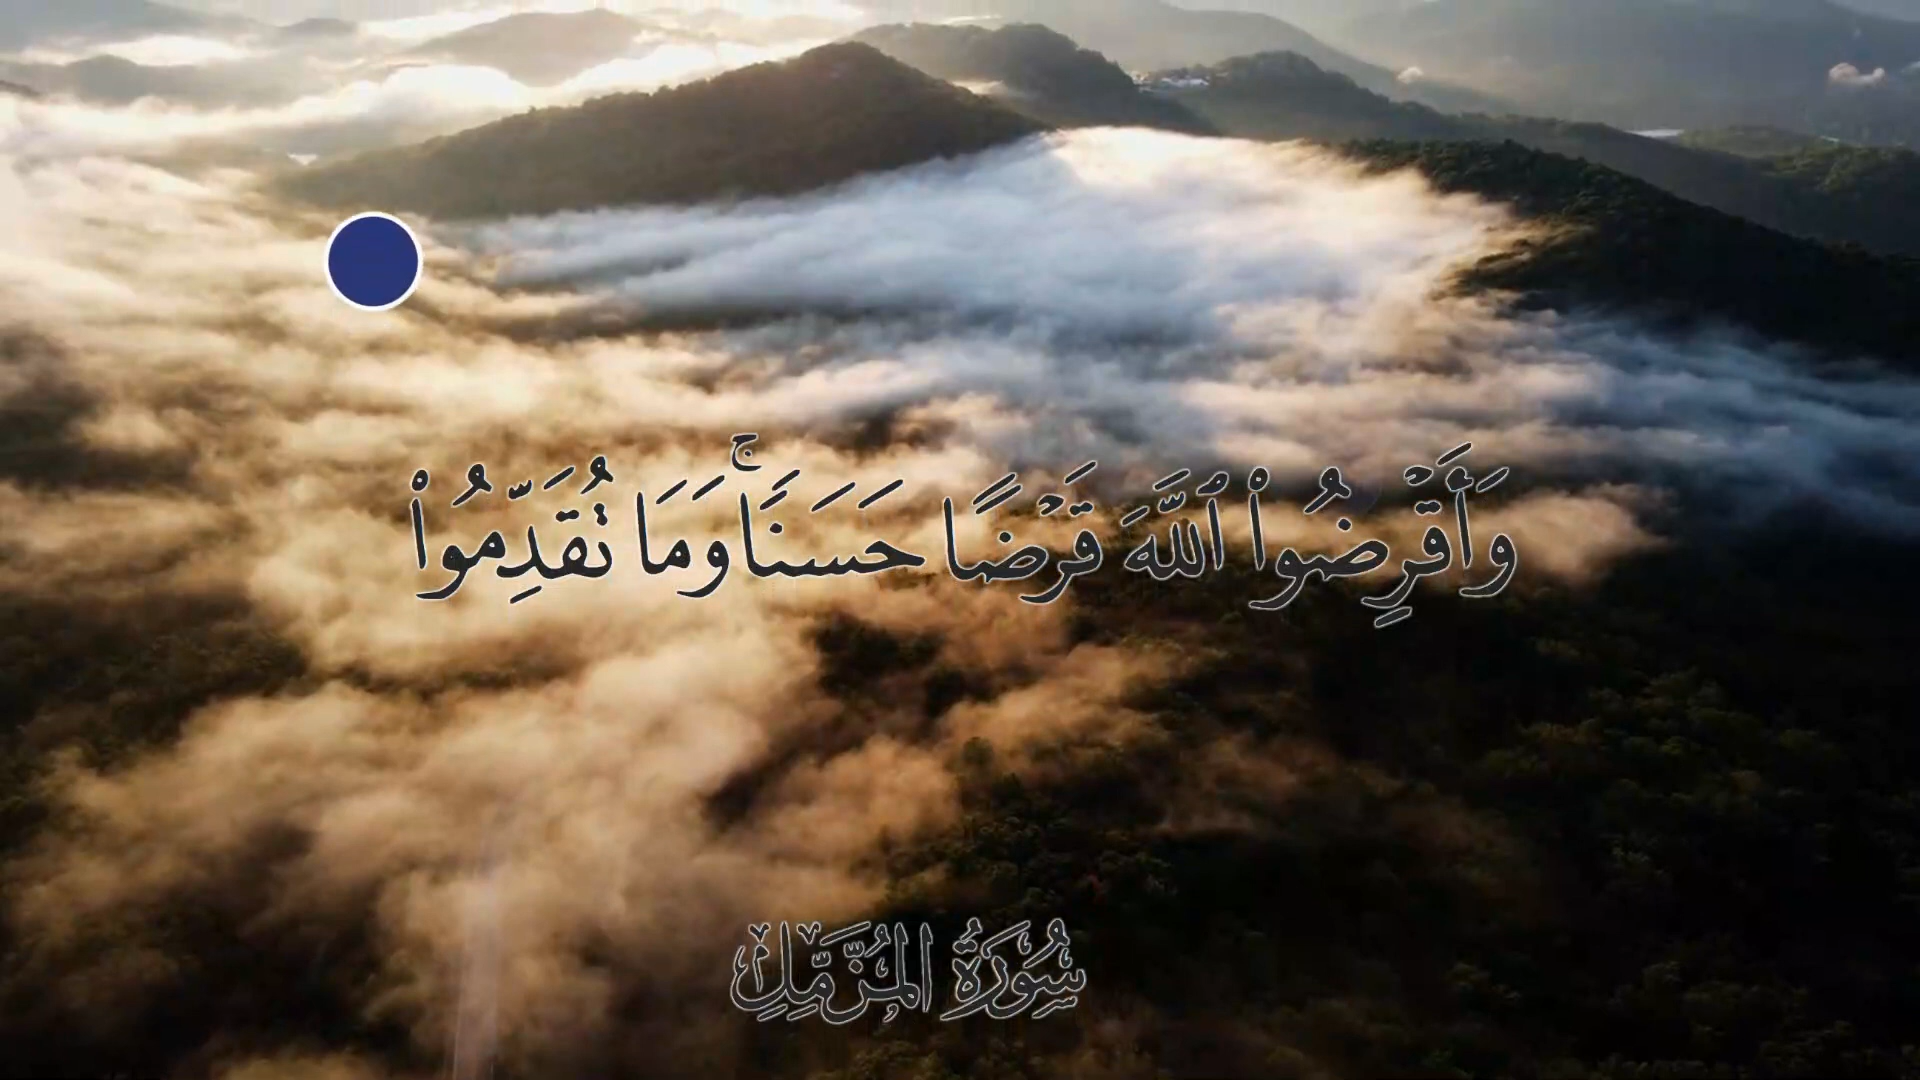 وَأَقۡرِضُواْ ٱللَّهَ قَرۡضًا حَسَنٗاۚ وَمَا تُقَدِّمُواْ
سُورَةُ المُزَّمِّلِ